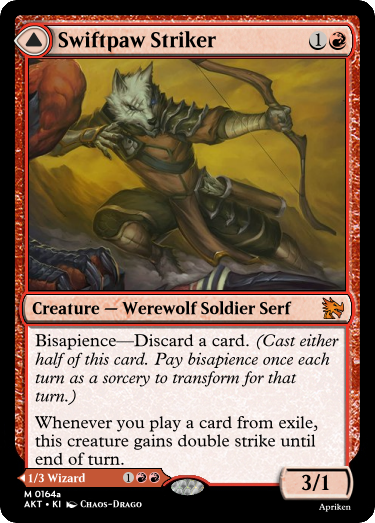 Swiftpaw Striker 1
Creature — Werewolf Soldier Serf
Bisapience—Discard a card. (Cast either
half of this card. Pay bisapience once each
turn as a sorcery to transform for that
turn.)
Whenever you play a card from exile,
this creature gains double strike until
end of turn.
1/3 Wizard 1
3/1
M 0164a
AKT • KI Chaos-Drago
Apriken